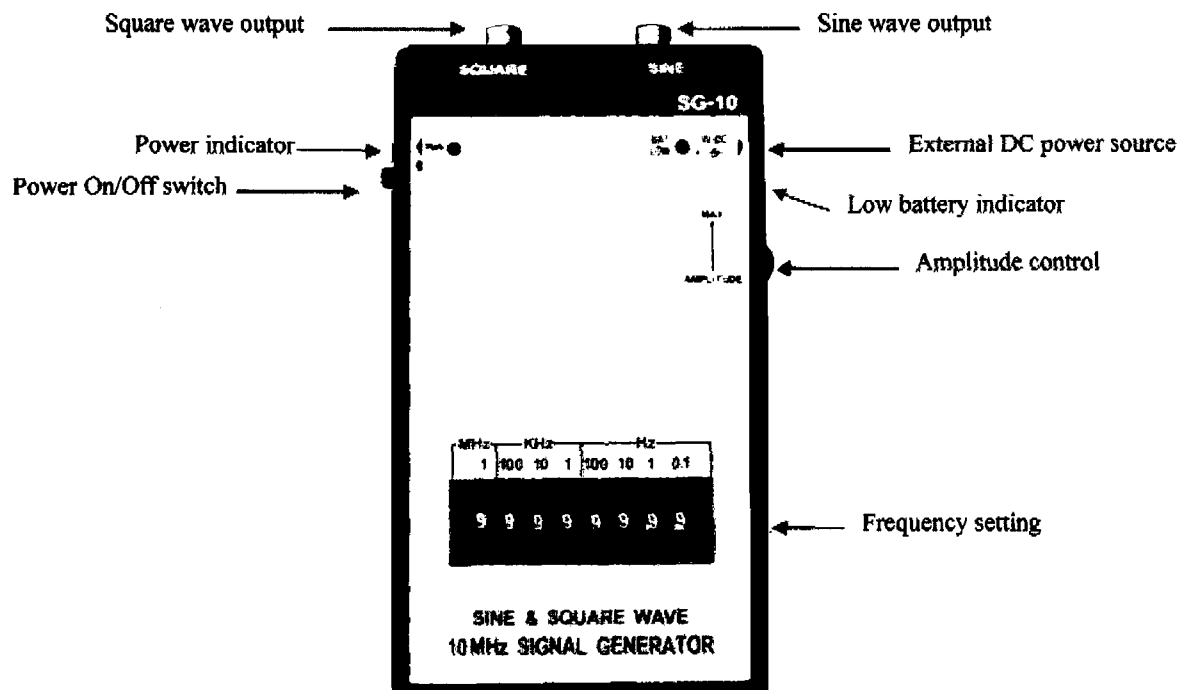 Square wave output
Sine wave output
SQUARE
SINE
SG-10
Power indicator
External DC power source
Power On/Off switch
Low battery indicator
MAX
Amplitude control
AMPLITUDE
MHz KHz Hz
1 100 10 1 100 10 1 0.1
9 9 9 9 9 9 9 9
Frequency setting
SINE & SQUARE WAVE
10MHz SIGNAL GENERATOR